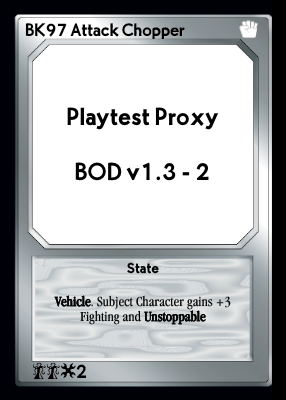 BK97 Attack Chopper
Playtest Proxy
BOD v1.3 - 2
State
Vehicle. Subject Character gains +3
Fighting and Unstoppable
2